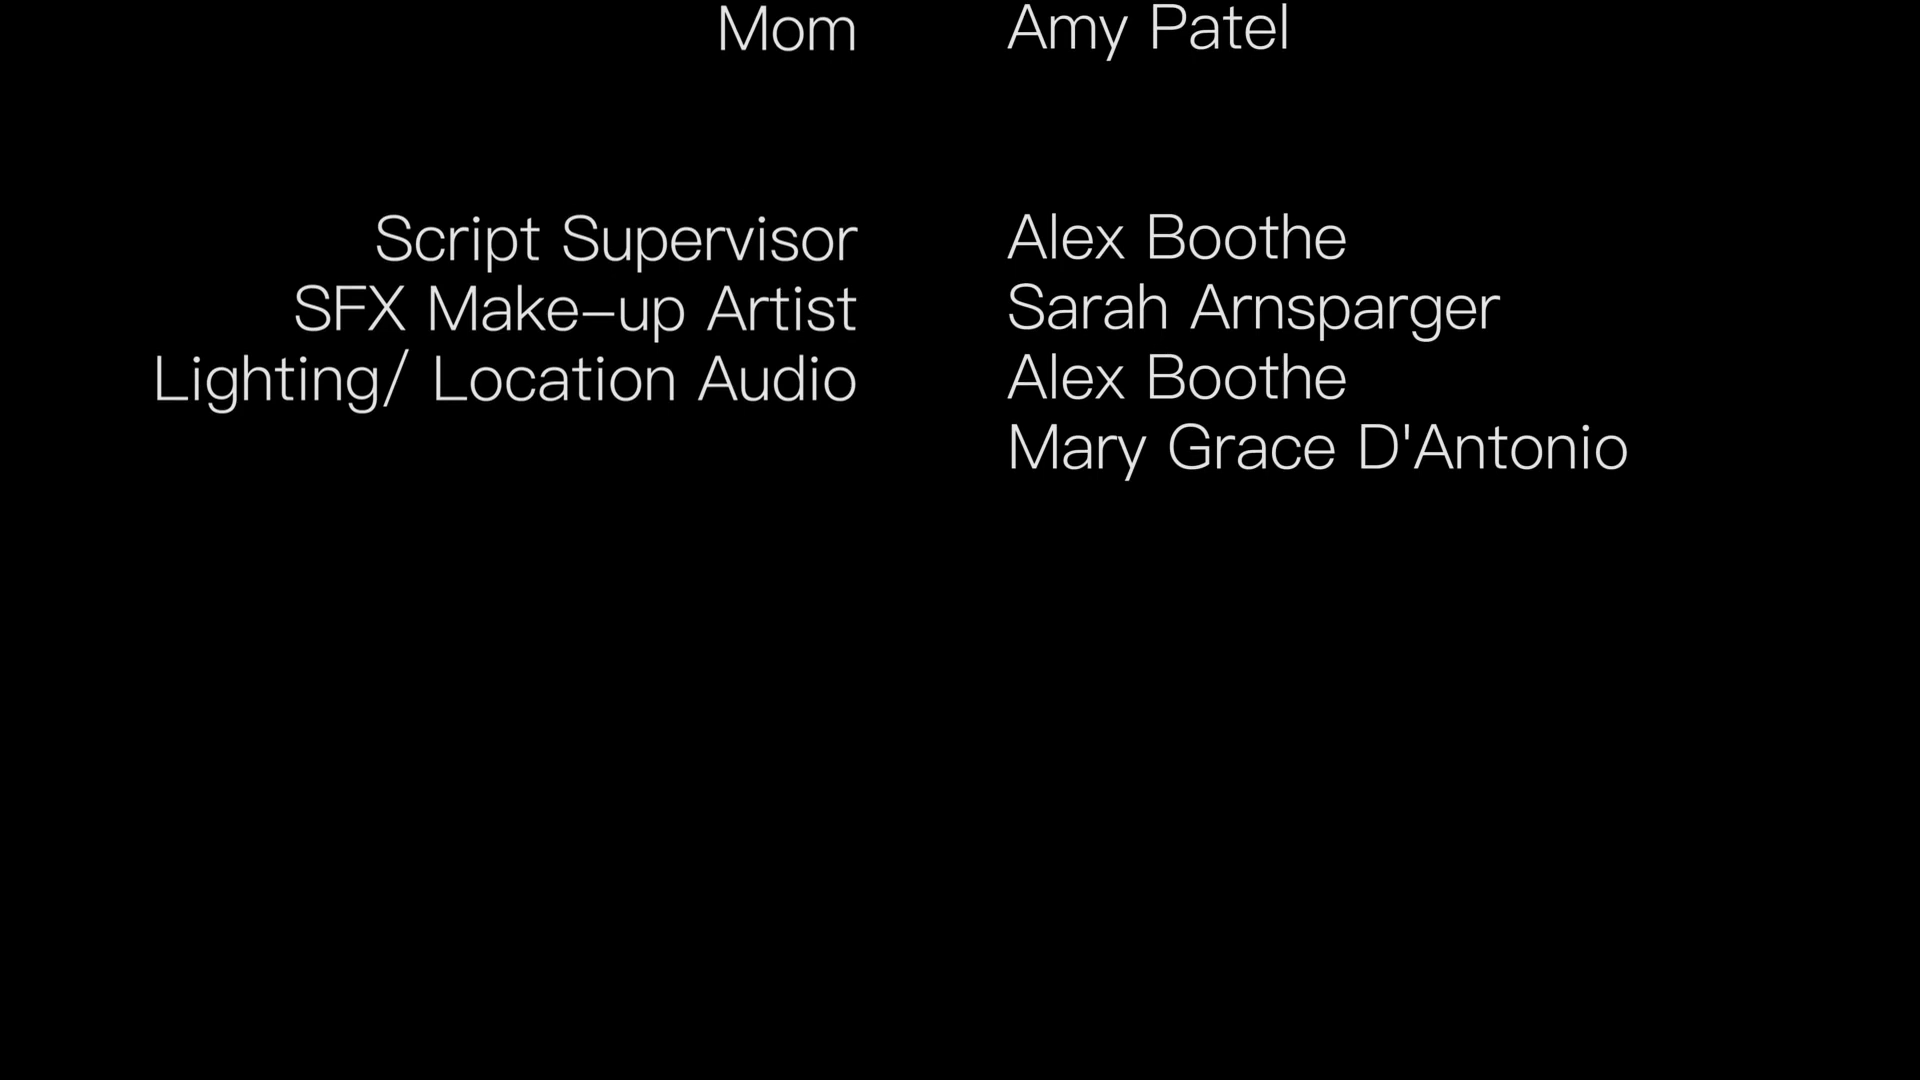 Mom Amy Patel
Script Supervisor Alex Boothe
SFX Make-up Artist Sarah Arnsparger
Lighting/ Location Audio Alex Boothe
Mary Grace D'Antonio